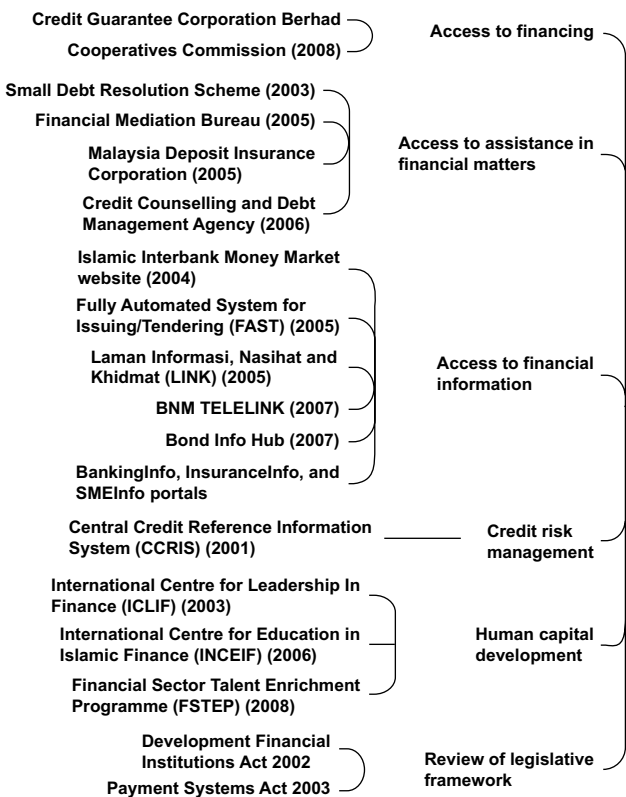 Credit Guarantee Corporation Berhad
Cooperatives Commission (2008)
Access to financing
Small Debt Resolution Scheme (2003)
Financial Mediation Bureau (2005)
Malaysia Deposit Insurance
Corporation (2005)
Credit Counselling and Debt
Management Agency (2006)
Access to assistance in
financial matters
Islamic Interbank Money Market
website (2004)
Fully Automated System for
Issuing/Tendering (FAST) (2005)
Laman Informasi, Nasihat and
Khidmat (LINK) (2005)
BNM TELELINK (2007)
Bond Info Hub (2007)
BankingInfo, InsuranceInfo, and
SMEInfo portals
Access to financial
information
Central Credit Reference Information
System (CCRIS) (2001)
Credit risk
management
International Centre for Leadership In
Finance (ICLIF) (2003)
International Centre for Education in
Islamic Finance (INCEIF) (2006)
Financial Sector Talent Enrichment
Programme (FSTEP) (2008)
Human capital
development
Development Financial
Institutions Act 2002
Payment Systems Act 2003
Review of legislative
framework